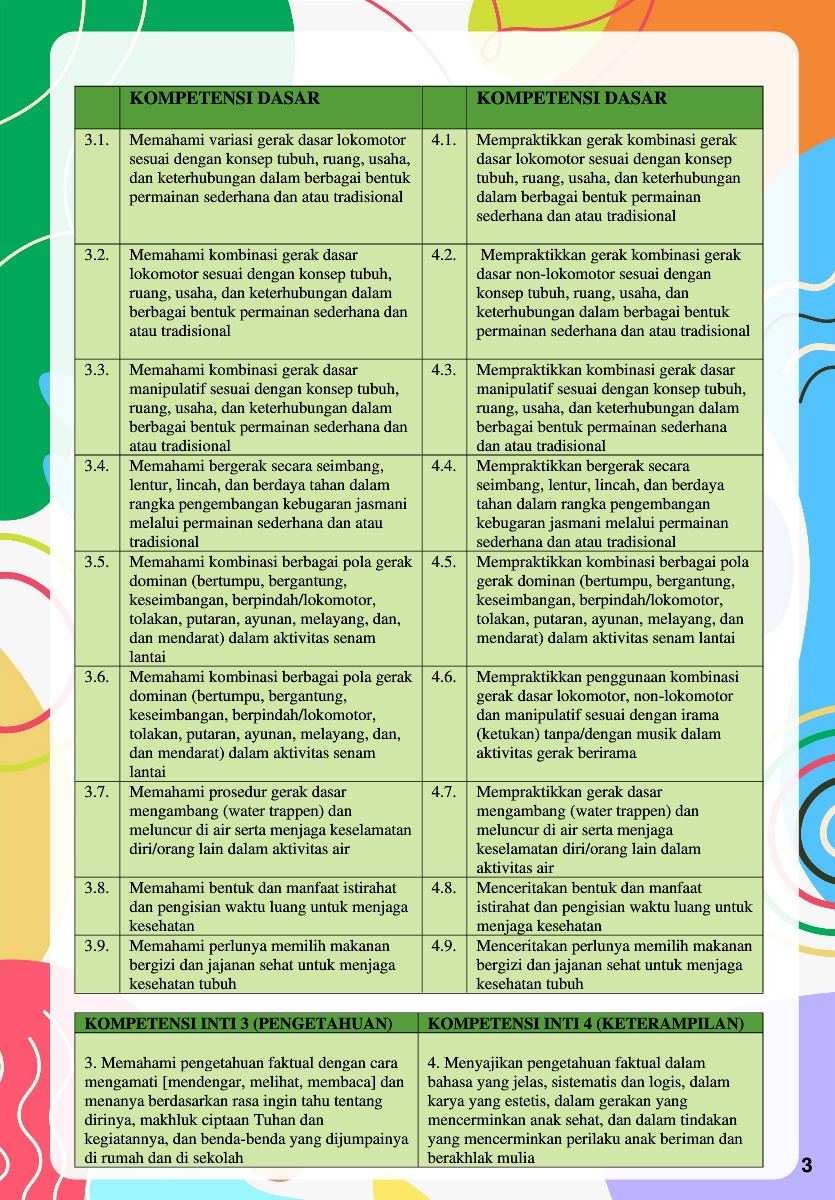 KOMPETENSI DASAR
KOMPETENSI DASAR
3.1.
Memahami variasi gerak dasar lokomotor
sesuai dengan konsep tubuh, ruang, usaha,
dan keterhubungan dalam berbagai bentuk
permainan sederhana dan atau tradisional
4.1.
Mempraktikkan gerak kombinasi gerak
dasar lokomotor sesuai dengan konsep
tubuh, ruang, usaha, dan keterhubungan
dalam berbagai bentuk permainan
sederhana dan atau tradisional
3.2.
Memahami kombinasi gerak dasar
lokomotor sesuai dengan konsep tubuh,
ruang, usaha, dan keterhubungan dalam
berbagai bentuk permainan sederhana dan
atau tradisional
4.2.
Mempraktikkan gerak kombinasi gerak
dasar non-lokomotor sesuai dengan
konsep tubuh, ruang, usaha, dan
keterhubungan dalam berbagai bentuk
permainan sederhana dan atau tradisional
3.3.
Memahami kombinasi gerak dasar
manipulatif sesuai dengan konsep tubuh,
ruang, usaha, dan keterhubungan dalam
berbagai bentuk permainan sederhana dan
atau tradisional
4.3.
Mempraktikkan kombinasi gerak dasar
manipulatif sesuai dengan konsep tubuh,
ruang, usaha, dan keterhubungan dalam
berbagai bentuk permainan sederhana
dan atau tradisional
3.4.
Memahami bergerak secara seimbang,
lentur, lincah, dan berdaya tahan dalam
rangka pengembangan kebugaran jasmani
melalui permainan sederhana dan atau
tradisional
4.4.
Mempraktikkan bergerak secara
seimbang, lentur, lincah, dan berdaya
tahan dalam rangka pengembangan
kebugaran jasmani melalui permainan
sederhana dan atau tradisional
3.5.
Memahami kombinasi berbagai pola gerak
dominan (bertumpu, bergantung,
keseimbangan, berpindah/lokomotor,
tolakan, putaran, ayunan, melayang, dan,
dan mendarat) dalam aktivitas senam
lantai
4.5.
Mempraktikkan kombinasi berbagai pola
gerak dominan (bertumpu, bergantung,
keseimbangan, berpindah/lokomotor,
tolakan, putaran, ayunan, melayang, dan
mendarat) dalam aktivitas senam lantai
3.6.
Memahami kombinasi berbagai pola gerak
dominan (bertumpu, bergantung,
keseimbangan, berpindah/lokomotor,
tolakan, putaran, ayunan, melayang, dan,
dan mendarat) dalam aktivitas senam
lantai
4.6.
Mempraktikkan penggunaan kombinasi
gerak dasar lokomotor, non-lokomotor
dan manipulatif sesuai dengan irama
(ketukan) tanpa/dengan musik dalam
aktivitas gerak berirama
3.7.
Memahami prosedur gerak dasar
mengambang (water trappen) dan
meluncur di air serta menjaga keselamatan
diri/orang lain dalam aktivitas air
4.7.
Mempraktikkan gerak dasar
mengambang (water trappen) dan
meluncur di air serta menjaga
keselamatan diri/orang lain dalam
aktivitas air
3.8.
Memahami bentuk dan manfaat istirahat
dan pengisian waktu luang untuk menjaga
kesehatan
4.8.
Menceritakan bentuk dan manfaat
istirahat dan pengisian waktu luang untuk
menjaga kesehatan
3.9.
Memahami perlunya memilih makanan
bergizi dan jajanan sehat untuk menjaga
kesehatan tubuh
4.9.
Menceritakan perlunya memilih makanan
bergizi dan jajanan sehat untuk menjaga
kesehatan tubuh
KOMPETENSI INTI 3 (PENGETAHUAN)
KOMPETENSI INTI 4 (KETERAMPILAN)
3. Memahami pengetahuan faktual dengan cara
mengamati [mendengar, melihat, membaca] dan
menanya berdasarkan rasa ingin tahu tentang
dirinya, makhluk ciptaan Tuhan dan
kegiatannya, dan benda-benda yang dijumpainya
di rumah dan di sekolah
4. Menyajikan pengetahuan faktual dalam
bahasa yang jelas, sistematis dan logis, dalam
karya yang estetis, dalam gerakan yang
mencerminkan anak sehat, dan dalam tindakan
yang mencerminkan perilaku anak beriman dan
berakhlak mulia
3